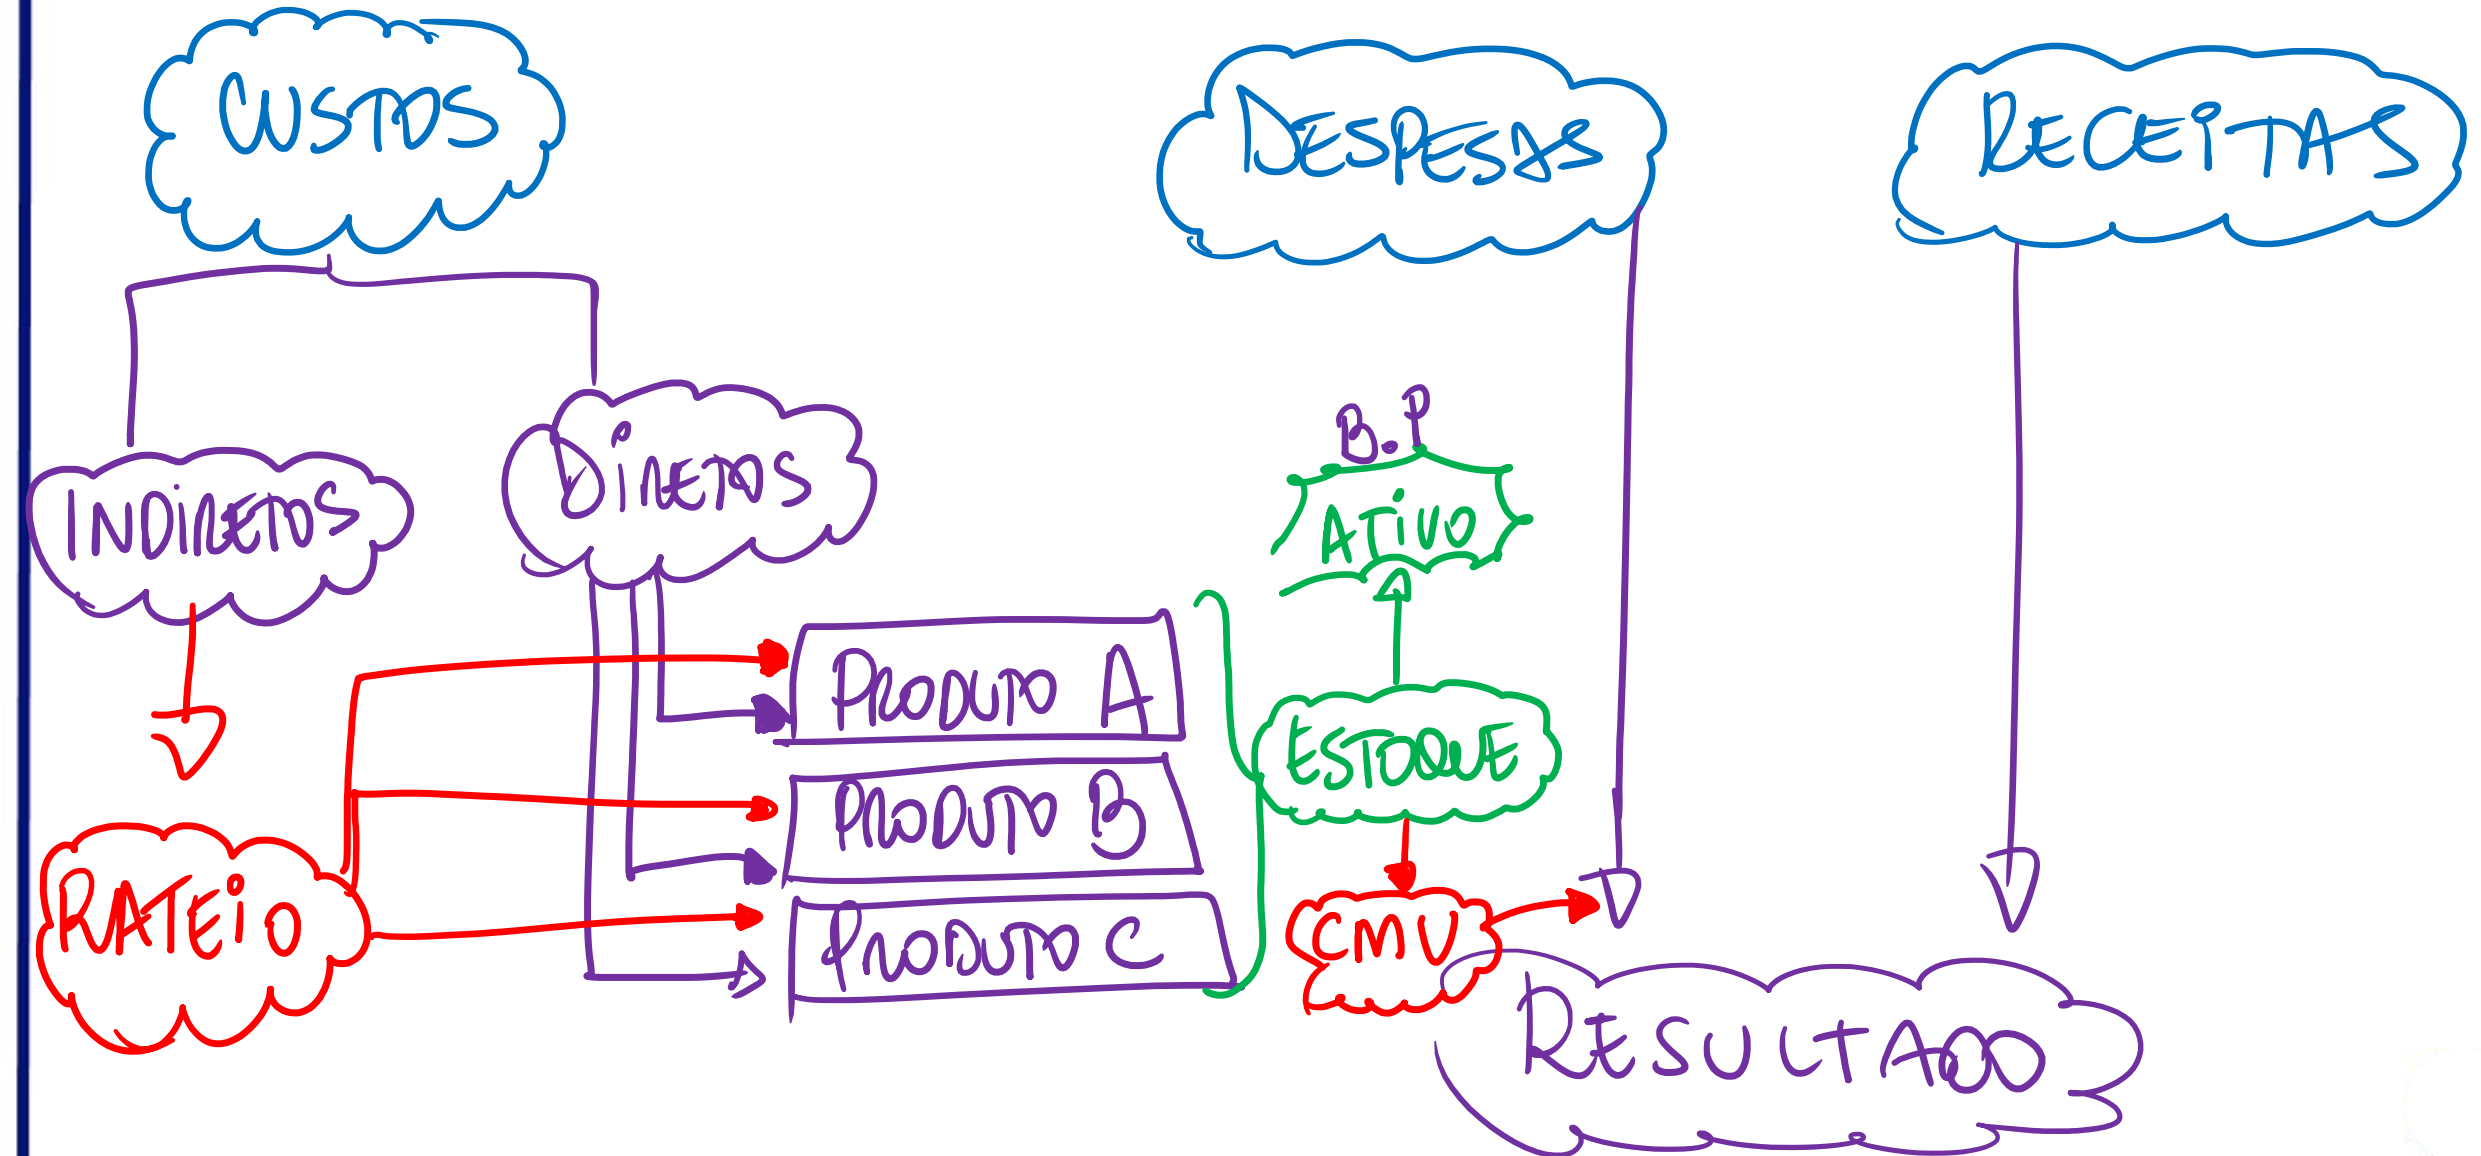 CUSTOS
DESPESAS
RECEITAS
INDIRETOS
DIRETOS
B.P
ATIVO
PRODUTO A
ESTOQUE
PRODUTO B
RATEIO
PRODUTO C
CMV
RESULTADO